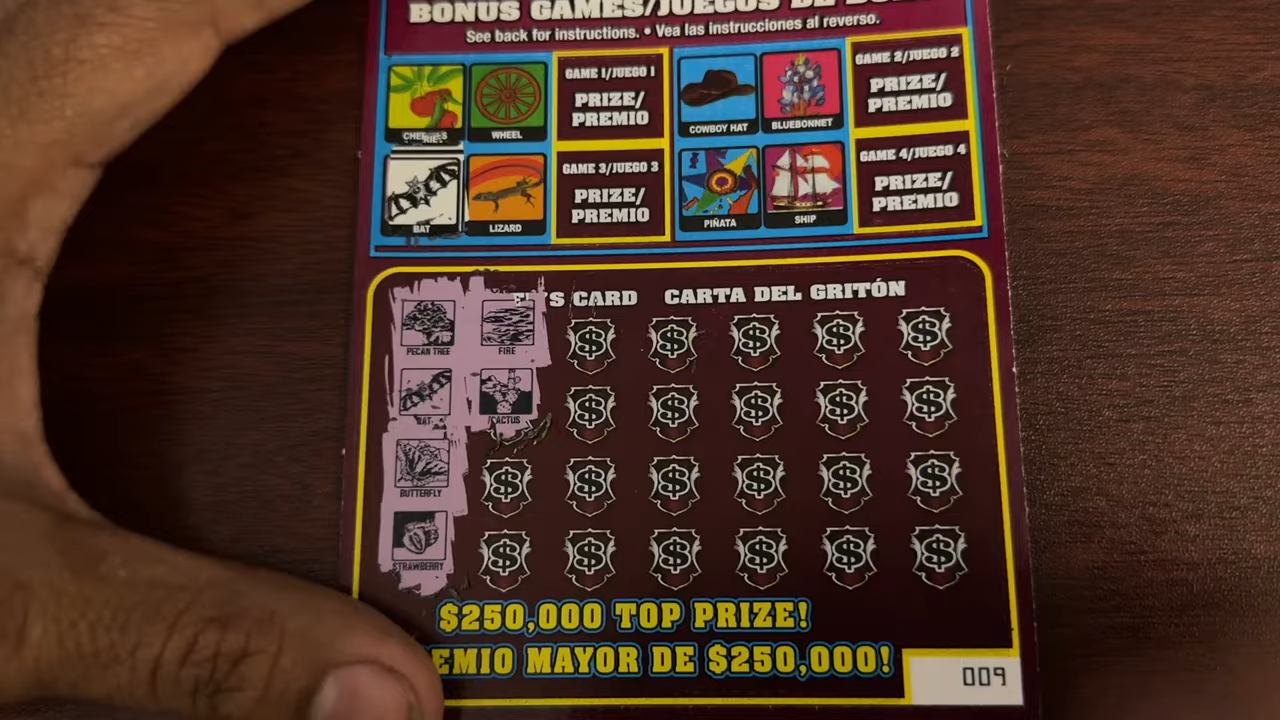 BONUS GAMES/JUEGOS DE
See back for instructions. • Vea las instrucciones al reverso.
GAME 1/JUEGO 1
PRIZE/
PREMIO
WHEEL
COWBOY HAT
BLUEBONNET
GAME 2/JUEGO 2
PRIZE/
PREMIO
BAT
LIZARD
GAME 3/JUEGO 3
PRIZE/
PREMIO
PIÑATA
SHIP
GAME 4/JUEGO 4
PRIZE/
PREMIO
CARD CARTA DEL GRITÓN
PECAN TREE
FIRE
BAT
CACTUS
BUTTERFLY
STRAWBERRY
$250,000 TOP PRIZE!
MAYOR DE $250,000!
009